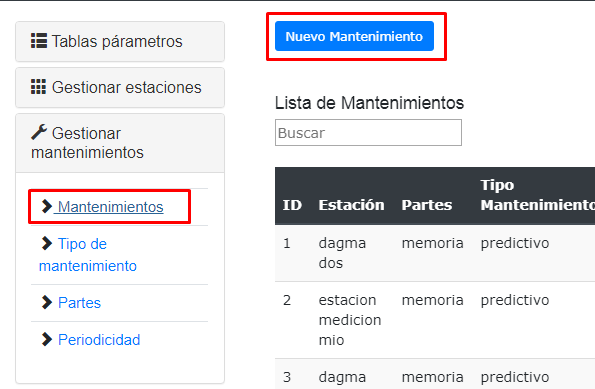 Tablas párametros
Gestionar estaciones
Gestionar
mantenimientos
Mantenimientos
Tipo de
mantenimiento
Partes
Periodicidad
Nuevo Mantenimiento
Lista de Mantenimientos
Buscar
ID Estación Partes Tipo Mantenimiento
1 dagma dos memoria predictivo
2 estacion medicion mio memoria predictivo
3 dagma memoria predictivo